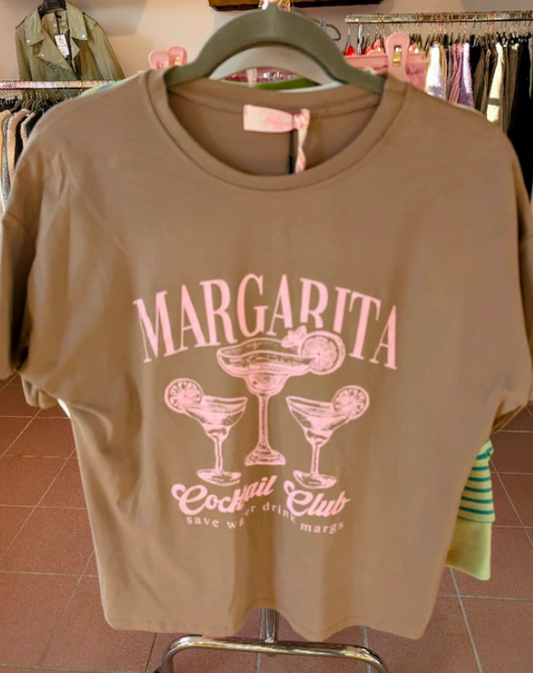 MARGARITA
Cocktail Club
save water drink margs